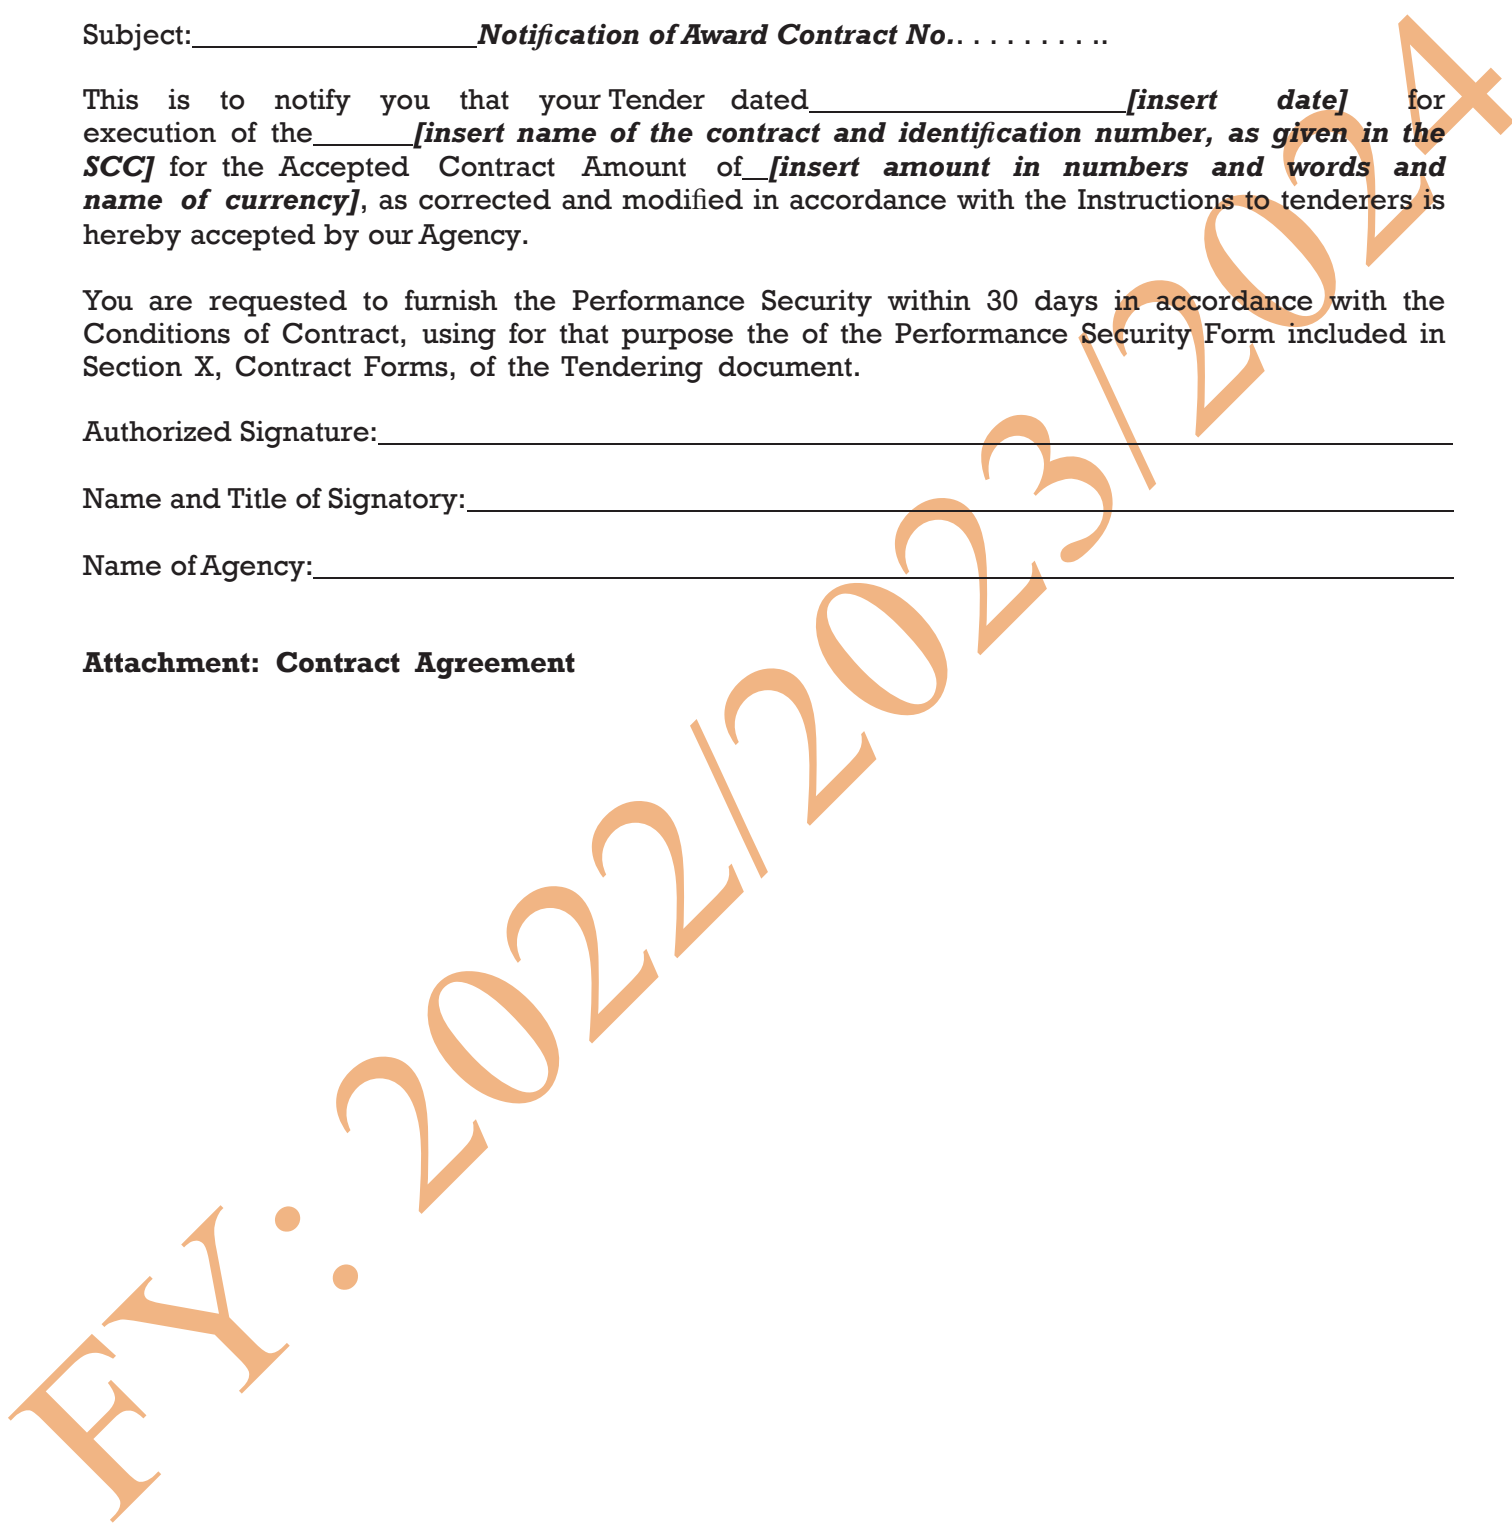 Subject:___________________Notification of Award Contract No.. . . . . . . . ..
This is to notify you that your Tender dated_____________________[insert date] for
execution of the_______[insert name of the contract and identification number, as given in the
SCC] for the Accepted Contract Amount of__[insert amount in numbers and words and
name of currency], as corrected and modified in accordance with the Instructions to tenderers is
hereby accepted by our Agency.
You are requested to furnish the Performance Security within 30 days in accordance with the
Conditions of Contract, using for that purpose the of the Performance Security Form included in
Section X, Contract Forms, of the Tendering document.
Authorized Signature:______________________________
Name and Title of Signatory:______________________________
Name of Agency:______________________________
Attachment: Contract Agreement
FY: 2022/2023/2024